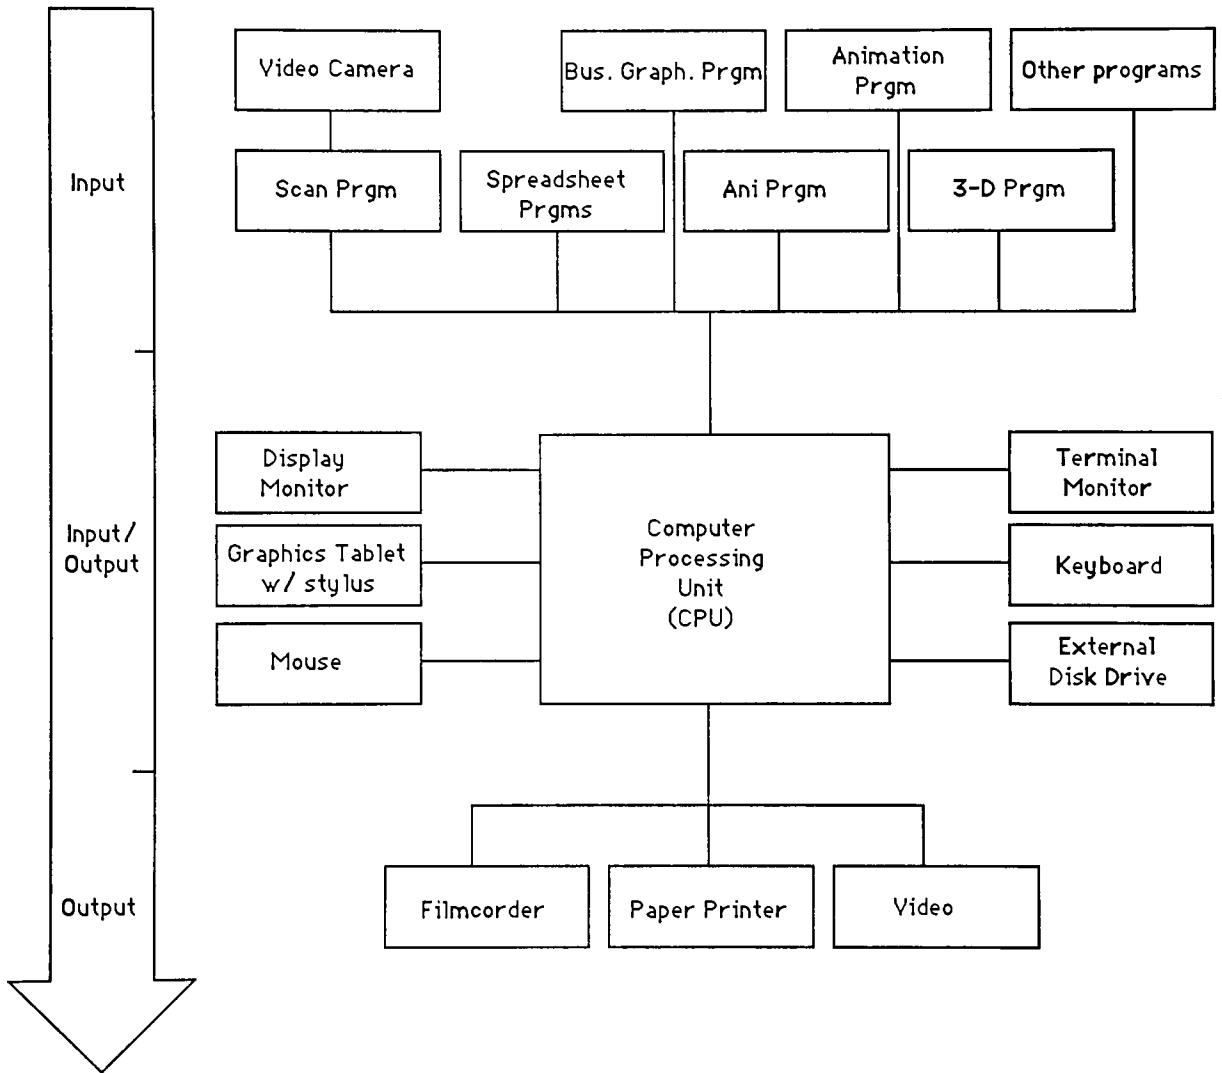 Video Camera
Bus. Graph. Prgm
Animation
Prgm
Other programs
Input
Scan Prgm
Spreadsheet
Prgms
Ani Prgm
3-D Prgm
Input/
Output
Display
Monitor
Graphics Tablet
w/ stylus
Mouse
Computer
Processing
Unit
(CPU)
Terminal
Monitor
Keyboard
External
Disk Drive
Output
Filmcorder
Paper Printer
Video